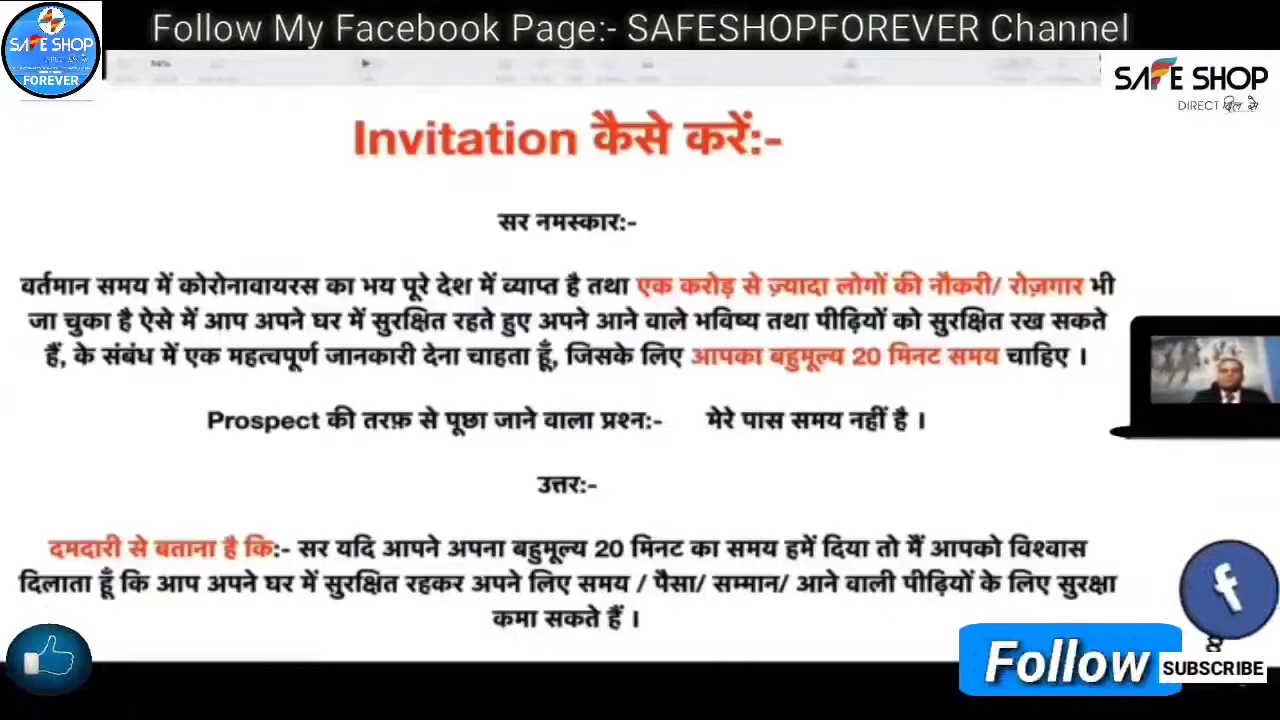 Follow My Facebook Page:- SAFESHOPFOREVER Channel
SAFE SHOP
FOREVER
SAFE SHOP
DIRECT दिल से
Invitation कैसे करें:-
सर नमस्कार:-
वर्तमान समय में कोरोनावायरस का भय पूरे देश में व्याप्त है तथा एक करोड़ से ज़्यादा लोगों की नौकरी/ रोज़गार भी
जा चुका है ऐसे में आप अपने घर में सुरक्षित रहते हुए अपने आने वाले भविष्य तथा पीढ़ियों को सुरक्षित रख सकते
हैं, के संबंध में एक महत्वपूर्ण जानकारी देना चाहता हूँ, जिसके लिए आपका बहुमूल्य 20 मिनट समय चाहिए ।
Prospect की तरफ़ से पूछा जाने वाला प्रश्न:- मेरे पास समय नहीं है ।
उत्तर:-
दमदारी से बताना है कि:- सर यदि आपने अपना बहुमूल्य 20 मिनट का समय हमें दिया तो मैं आपको विश्वास
दिलाता हूँ कि आप अपने घर में सुरक्षित रहकर अपने लिए समय / पैसा/ सम्मान/ आने वाली पीढ़ियों के लिए सुरक्षा
कमा सकते हैं ।
f
Follow
SUBSCRIBE